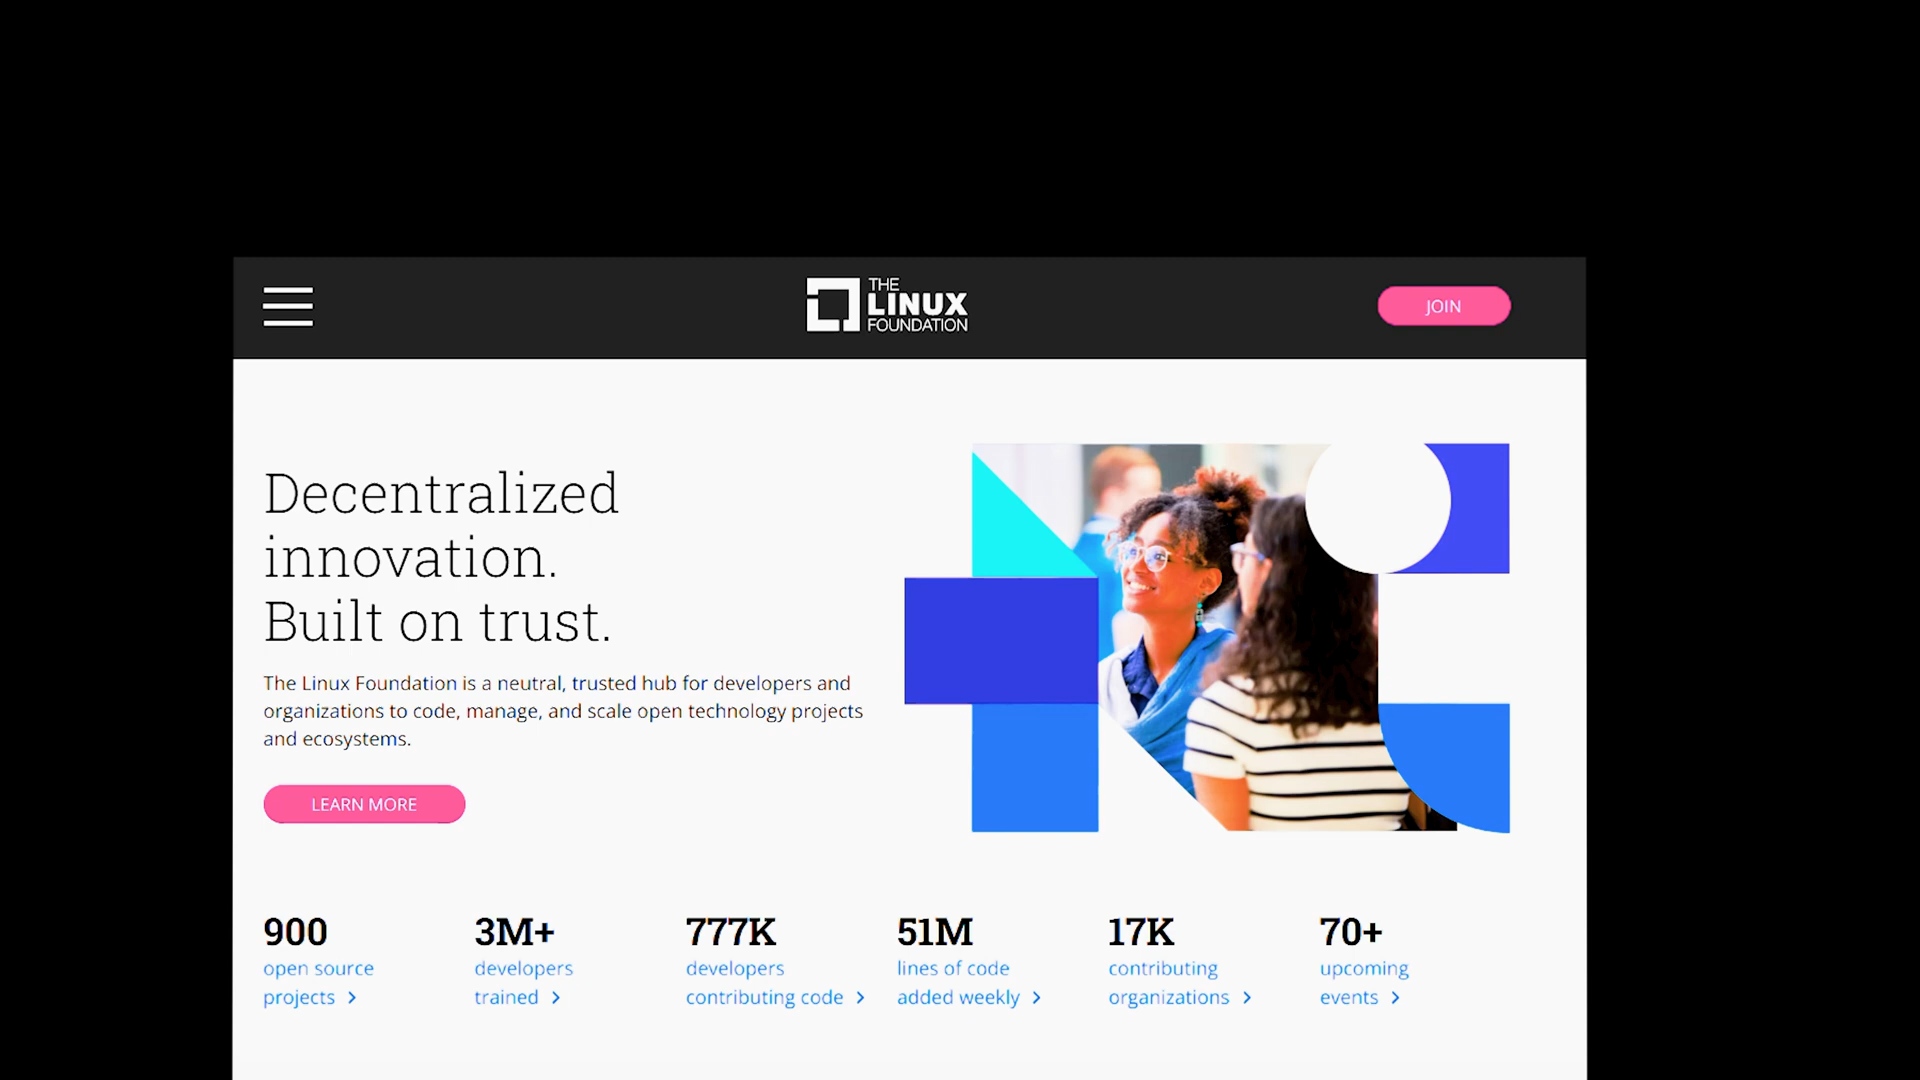 THE
LINUX
FOUNDATION
JOIN
Decentralized
innovation.
Built on trust.
The Linux Foundation is a neutral, trusted hub for developers and
organizations to code, manage, and scale open technology projects
and ecosystems.
LEARN MORE
900
open source
projects >
3M+
developers
trained >
777K
developers
contributing code >
51M
lines of code
added weekly >
17K
contributing
organizations >
70+
upcoming
events >